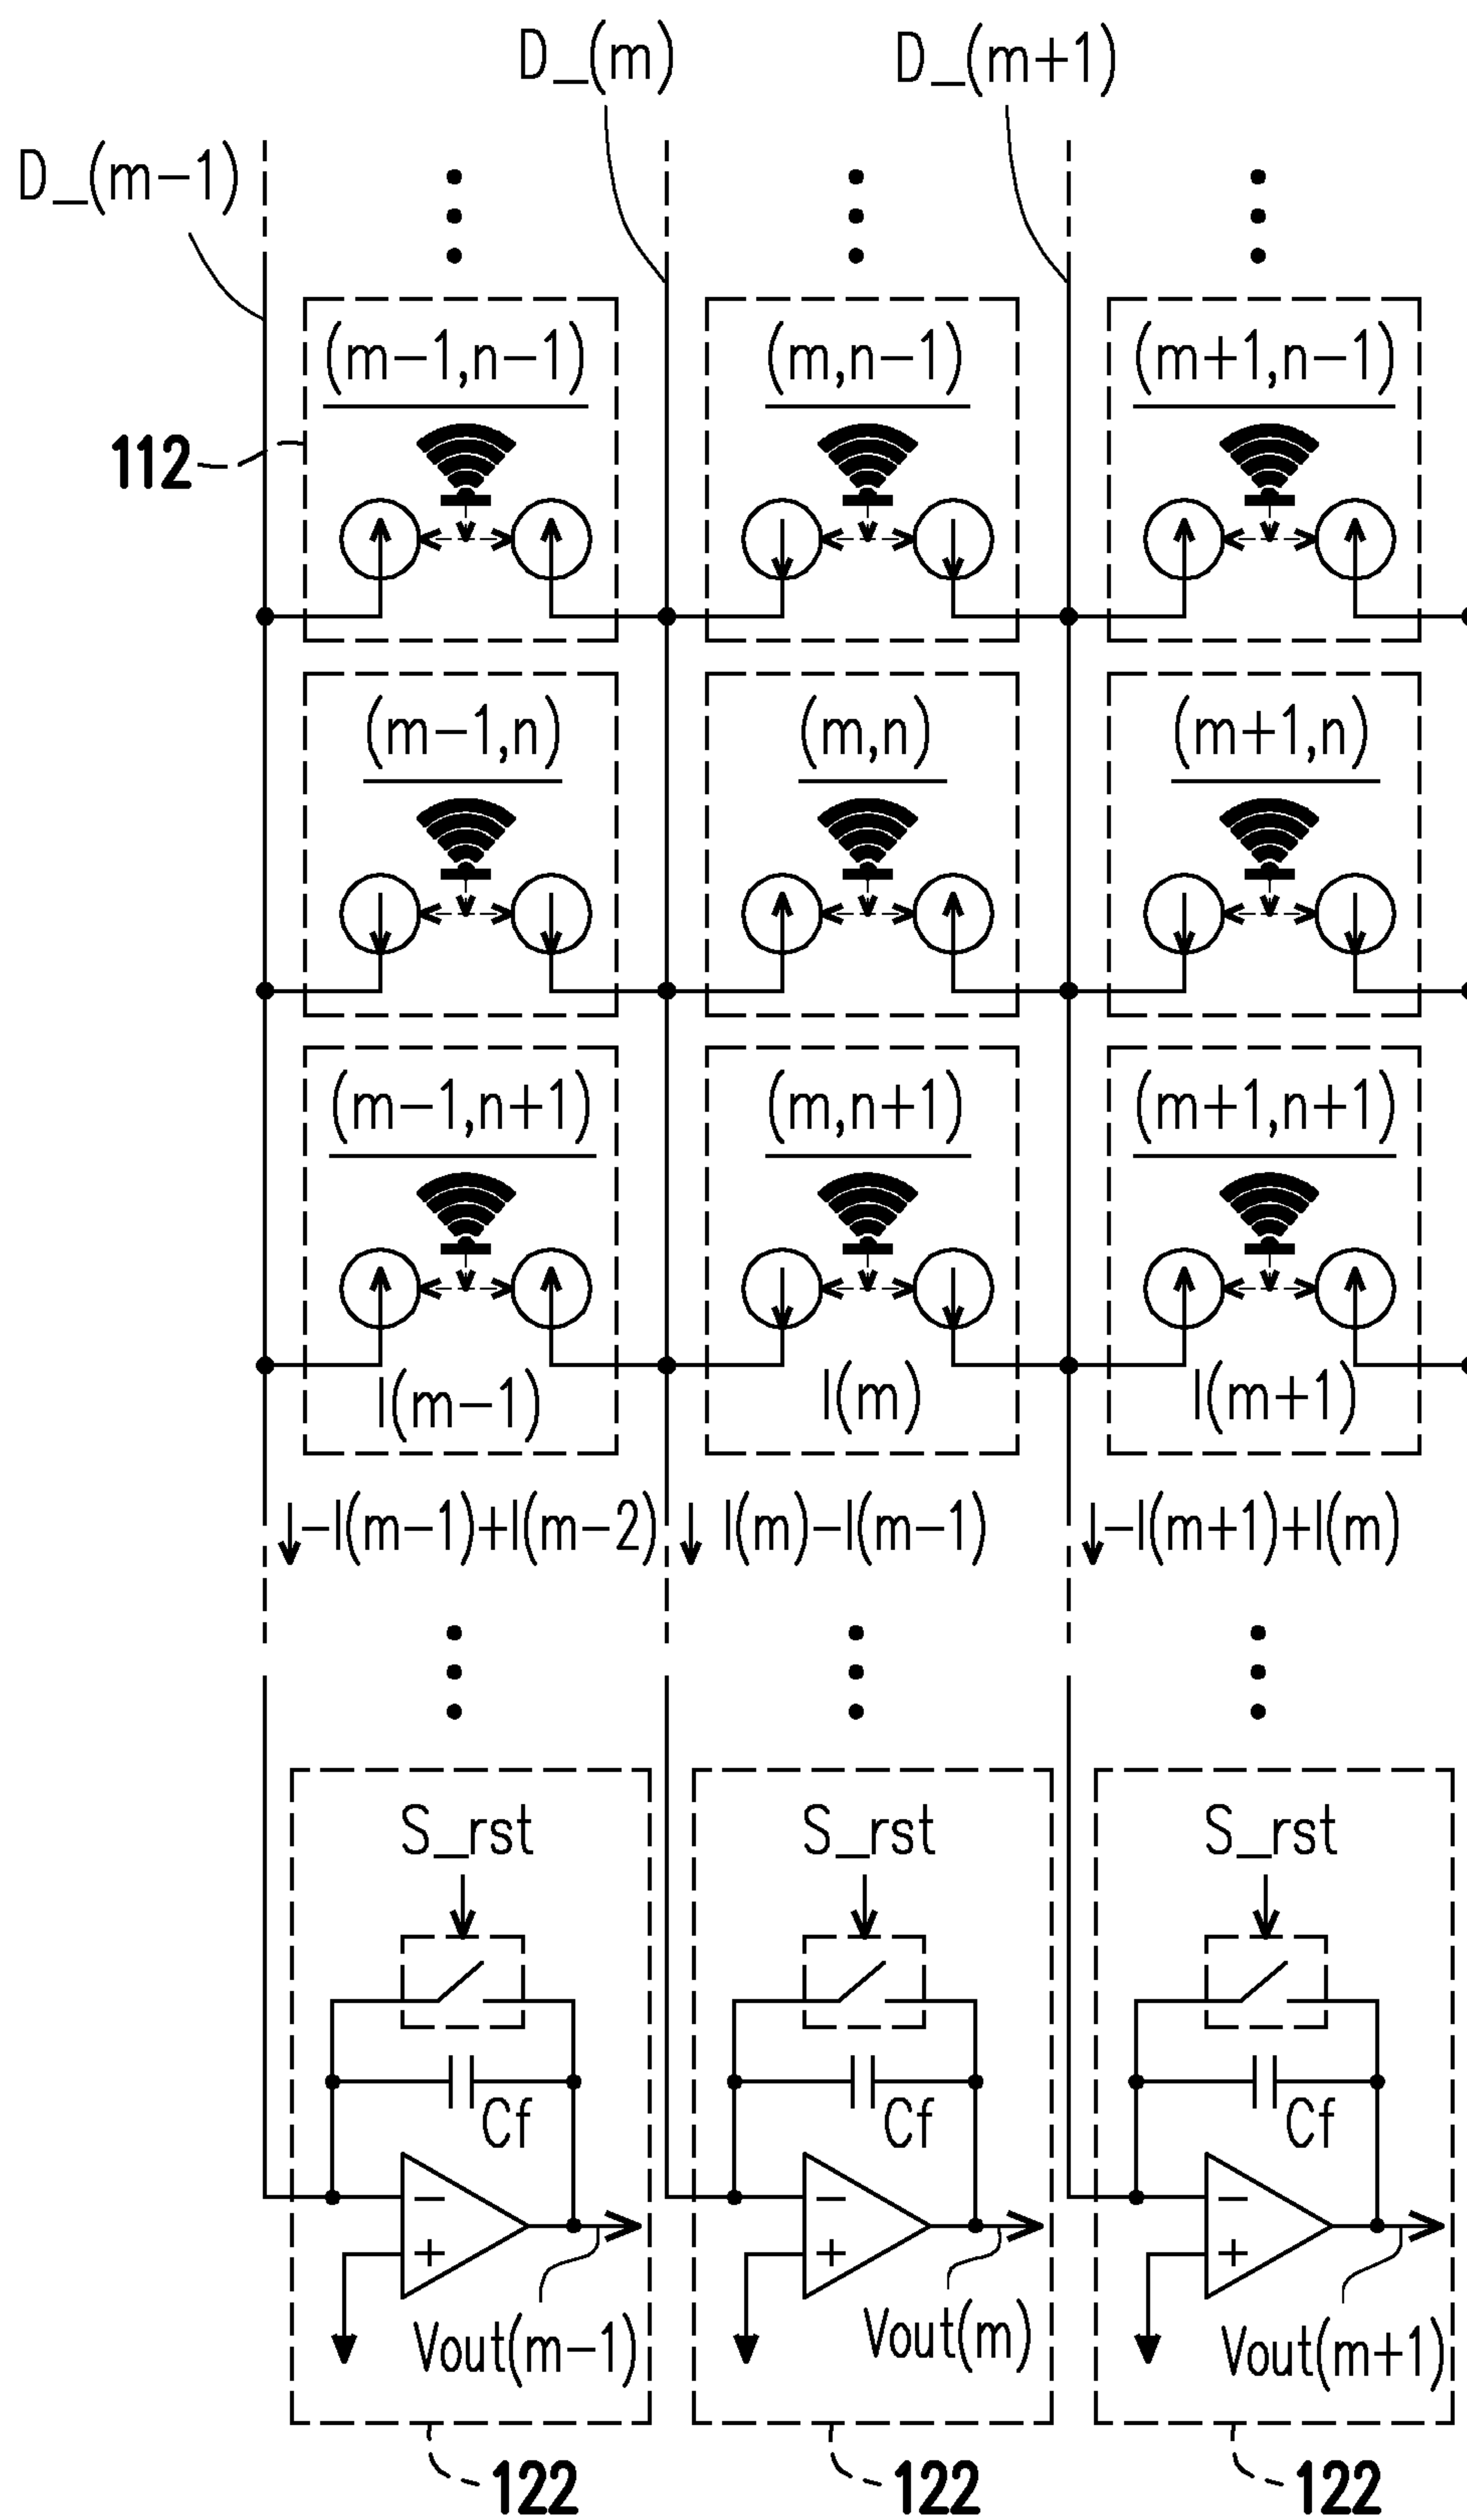 D_(m) D_(m+1)
D_(m−1)
(m−1,n−1) (m,n−1) (m+1,n−1)
112
(m−1,n) (m,n) (m+1,n)
(m−1,n+1) (m,n+1) (m+1,n+1)
I(m−1) I(m) I(m+1)
−I(m−1)+I(m−2) I(m)−I(m−1) −I(m+1)+I(m)
S_rst S_rst S_rst
Cf Cf Cf
− − −
+ + +
Vout(m−1) Vout(m) Vout(m+1)
122 122 122